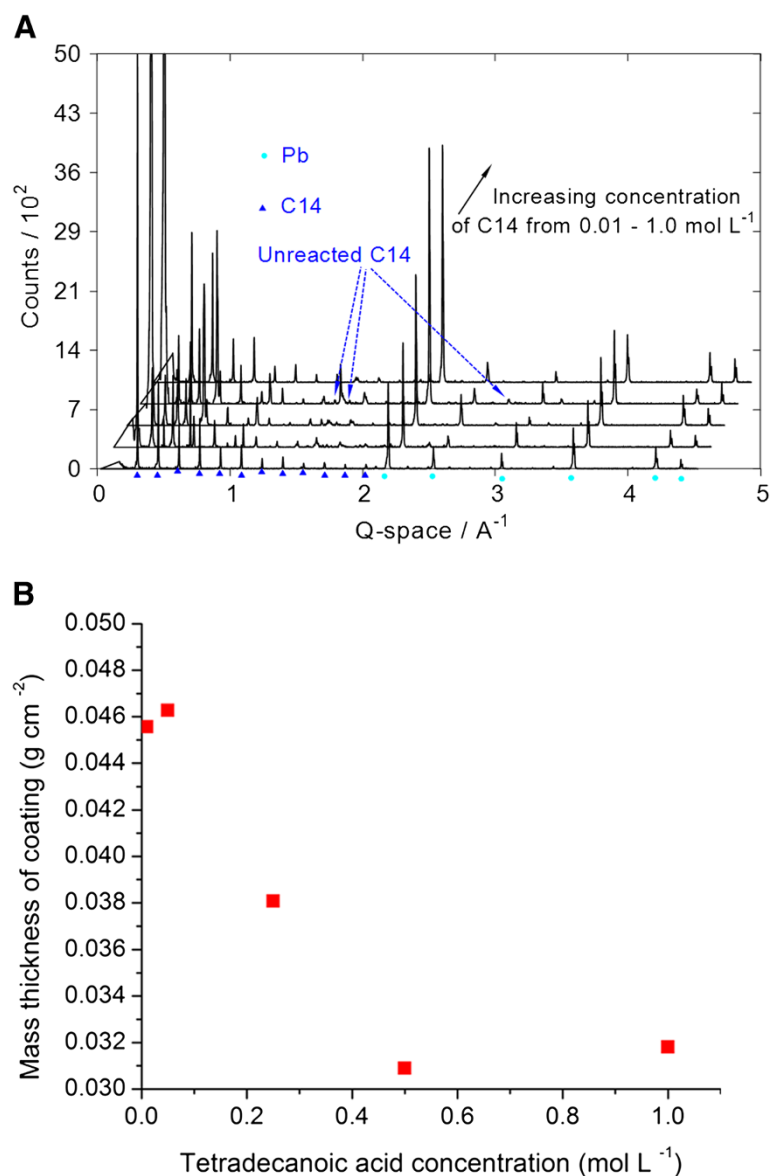 A
50
43
36
29
21
14
7
0
Counts / 10²
Pb
C14
Unreacted C14
Increasing concentration
of C14 from 0.01 - 1.0 mol L⁻¹
0
1
2
3
4
5
Q-space / A⁻¹
B
0.050
0.048
0.046
0.044
0.042
0.040
0.038
0.036
0.034
0.032
0.030
Mass thickness of coating (g cm ⁻²)
0.0
0.2
0.4
0.6
0.8
1.0
Tetradecanoic acid concentration (mol L ⁻¹)